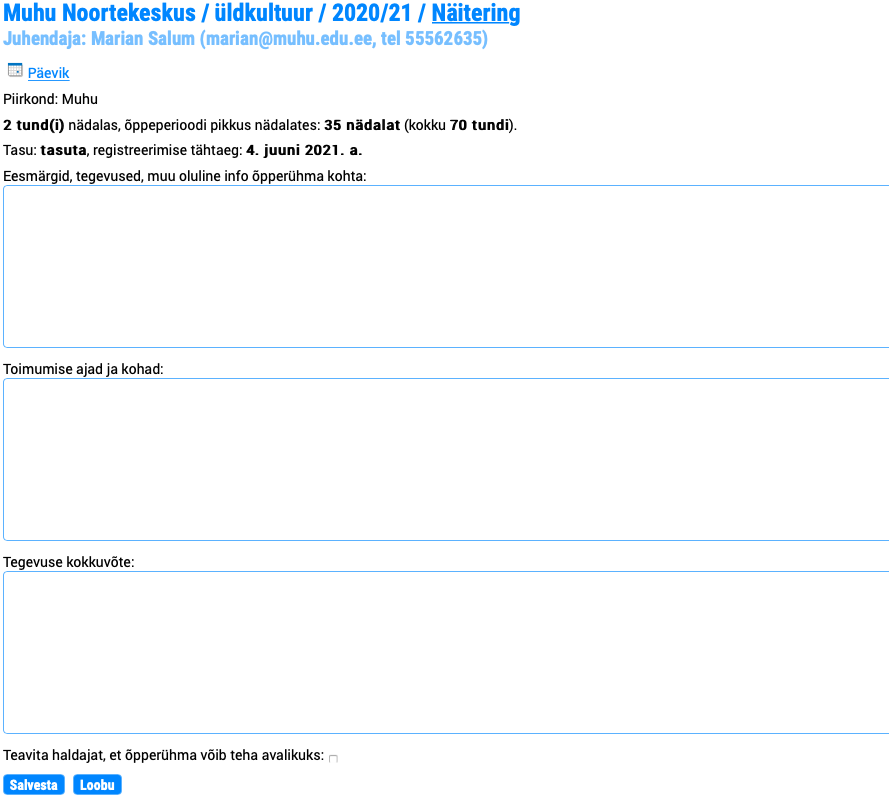 Muhu Noortekeskus / üldkultuur / 2020/21 / Näitering
Juhendaja: Marian Salum (marian@muhu.edu.ee, tel 55562635)
Päevik
Piirkond: Muhu
2 tund(i) nädalas, õppeperioodi pikkus nädalates: 35 nädalat (kokku 70 tundi).
Tasu: tasuta, registreerimise tähtaeg: 4. juuni 2021. a.
Eesmärgid, tegevused, muu oluline info õpperühma kohta:
Toimumise ajad ja kohad:
Tegevuse kokkuvõte:
Teavita haldajat, et õpperühma võib teha avalikuks:
Salvesta Loobu